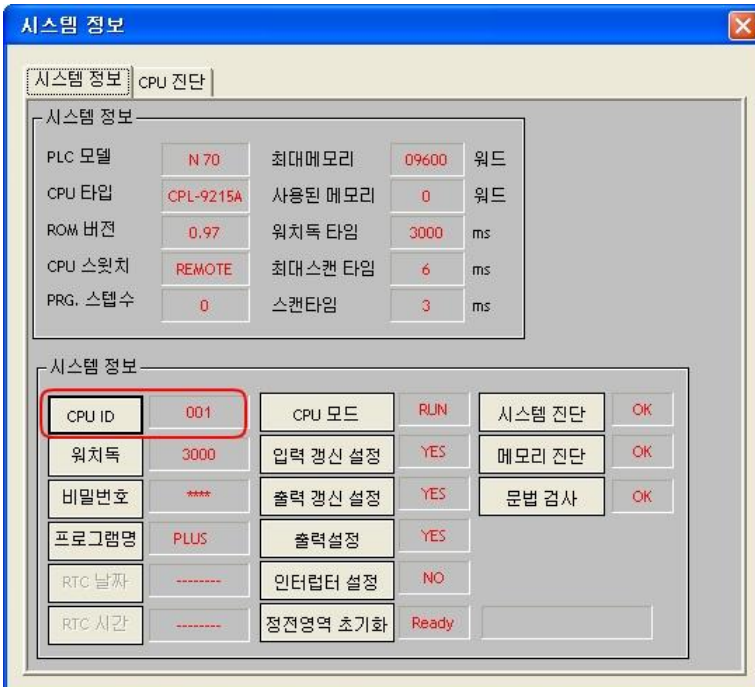 시스템 정보
시스템 정보 CPU 진단
시스템 정보
PLC 모델 N 70 최대메모리 09600 워드
CPU 타입 CPL-9215A 사용된 메모리 0 워드
ROM 버전 0.97 워치독 타임 3000 ms
CPU 스윗치 REMOTE 최대스캔 타임 6 ms
PRG. 스텝수 0 스캔타임 3 ms
시스템 정보
CPU ID 001 CPU 모드 RUN 시스템 진단 OK
워치독 3000 입력 갱신 설정 YES 메모리 진단 OK
비밀번호 **** 출력 갱신 설정 YES 문법 검사 OK
프로그램명 PLUS 출력설정 YES
RTC 날짜 -------- 인터럽터 설정 NO
RTC 시간 -------- 정전영역 초기화 Ready